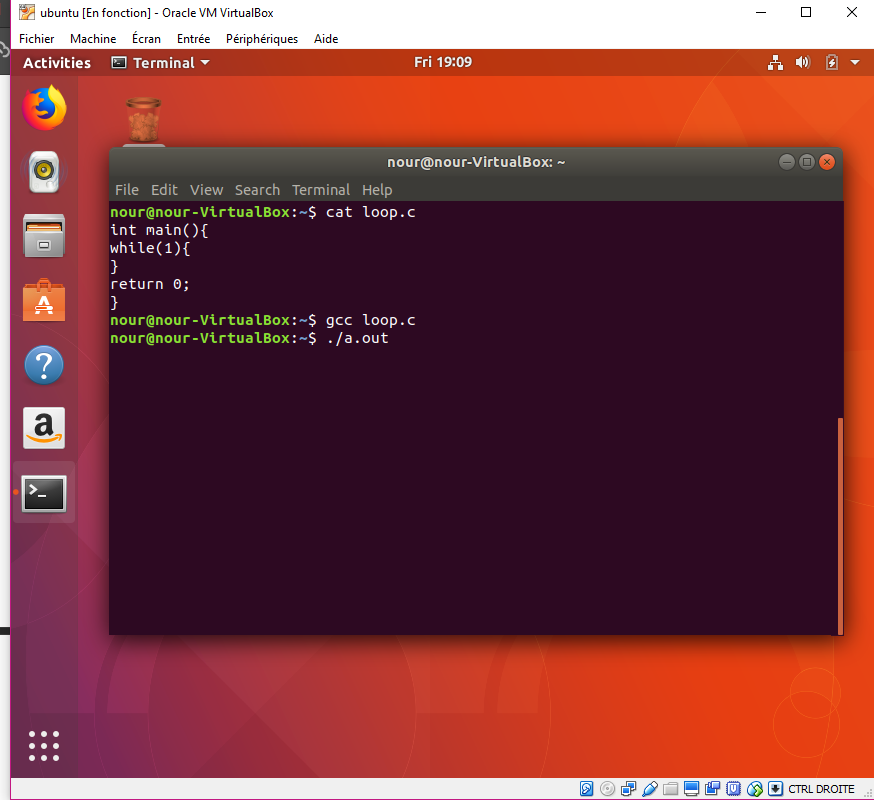 ubuntu [En fonction] - Oracle VM VirtualBox
Fichier Machine Écran Entrée Périphériques Aide
Activities Terminal Fri 19:09
nour@nour-VirtualBox: ~
File Edit View Search Terminal Help
nour@nour-VirtualBox:~$ cat loop.c
int main(){
while(1){
}
return 0;
}
nour@nour-VirtualBox:~$ gcc loop.c
nour@nour-VirtualBox:~$ ./a.out
CTRL DROITE